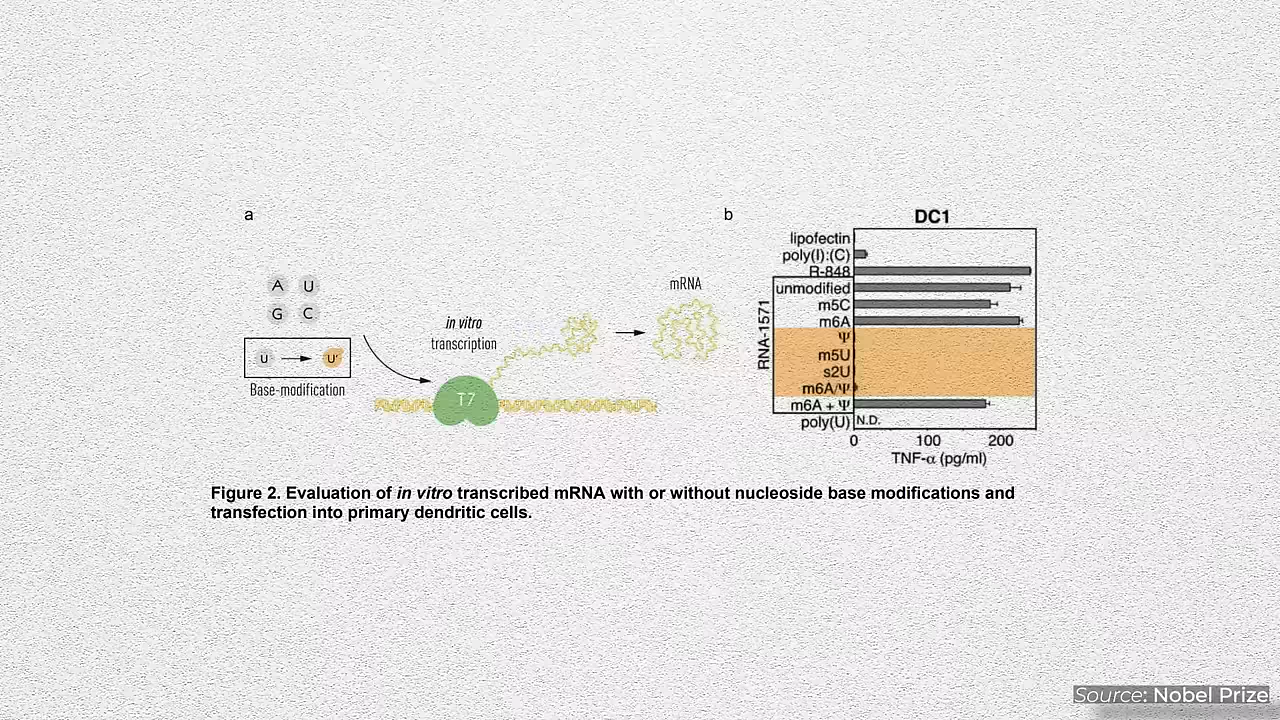 a
A U
G C
U U'
Base-modification
in vitro
transcription
T7
mRNA
b
DC1
lipofectin
poly(I):(C)
R-848
RNA-1571
unmodified
m5C
m6A
Ψ
m5U
s2U
m6A/Ψ
m6A + Ψ
poly(U)
N.D.
0 100 200
TNF-α (pg/ml)
Figure 2. Evaluation of in vitro transcribed mRNA with or without nucleoside base modifications and
transfection into primary dendritic cells.
Source: Nobel Prize